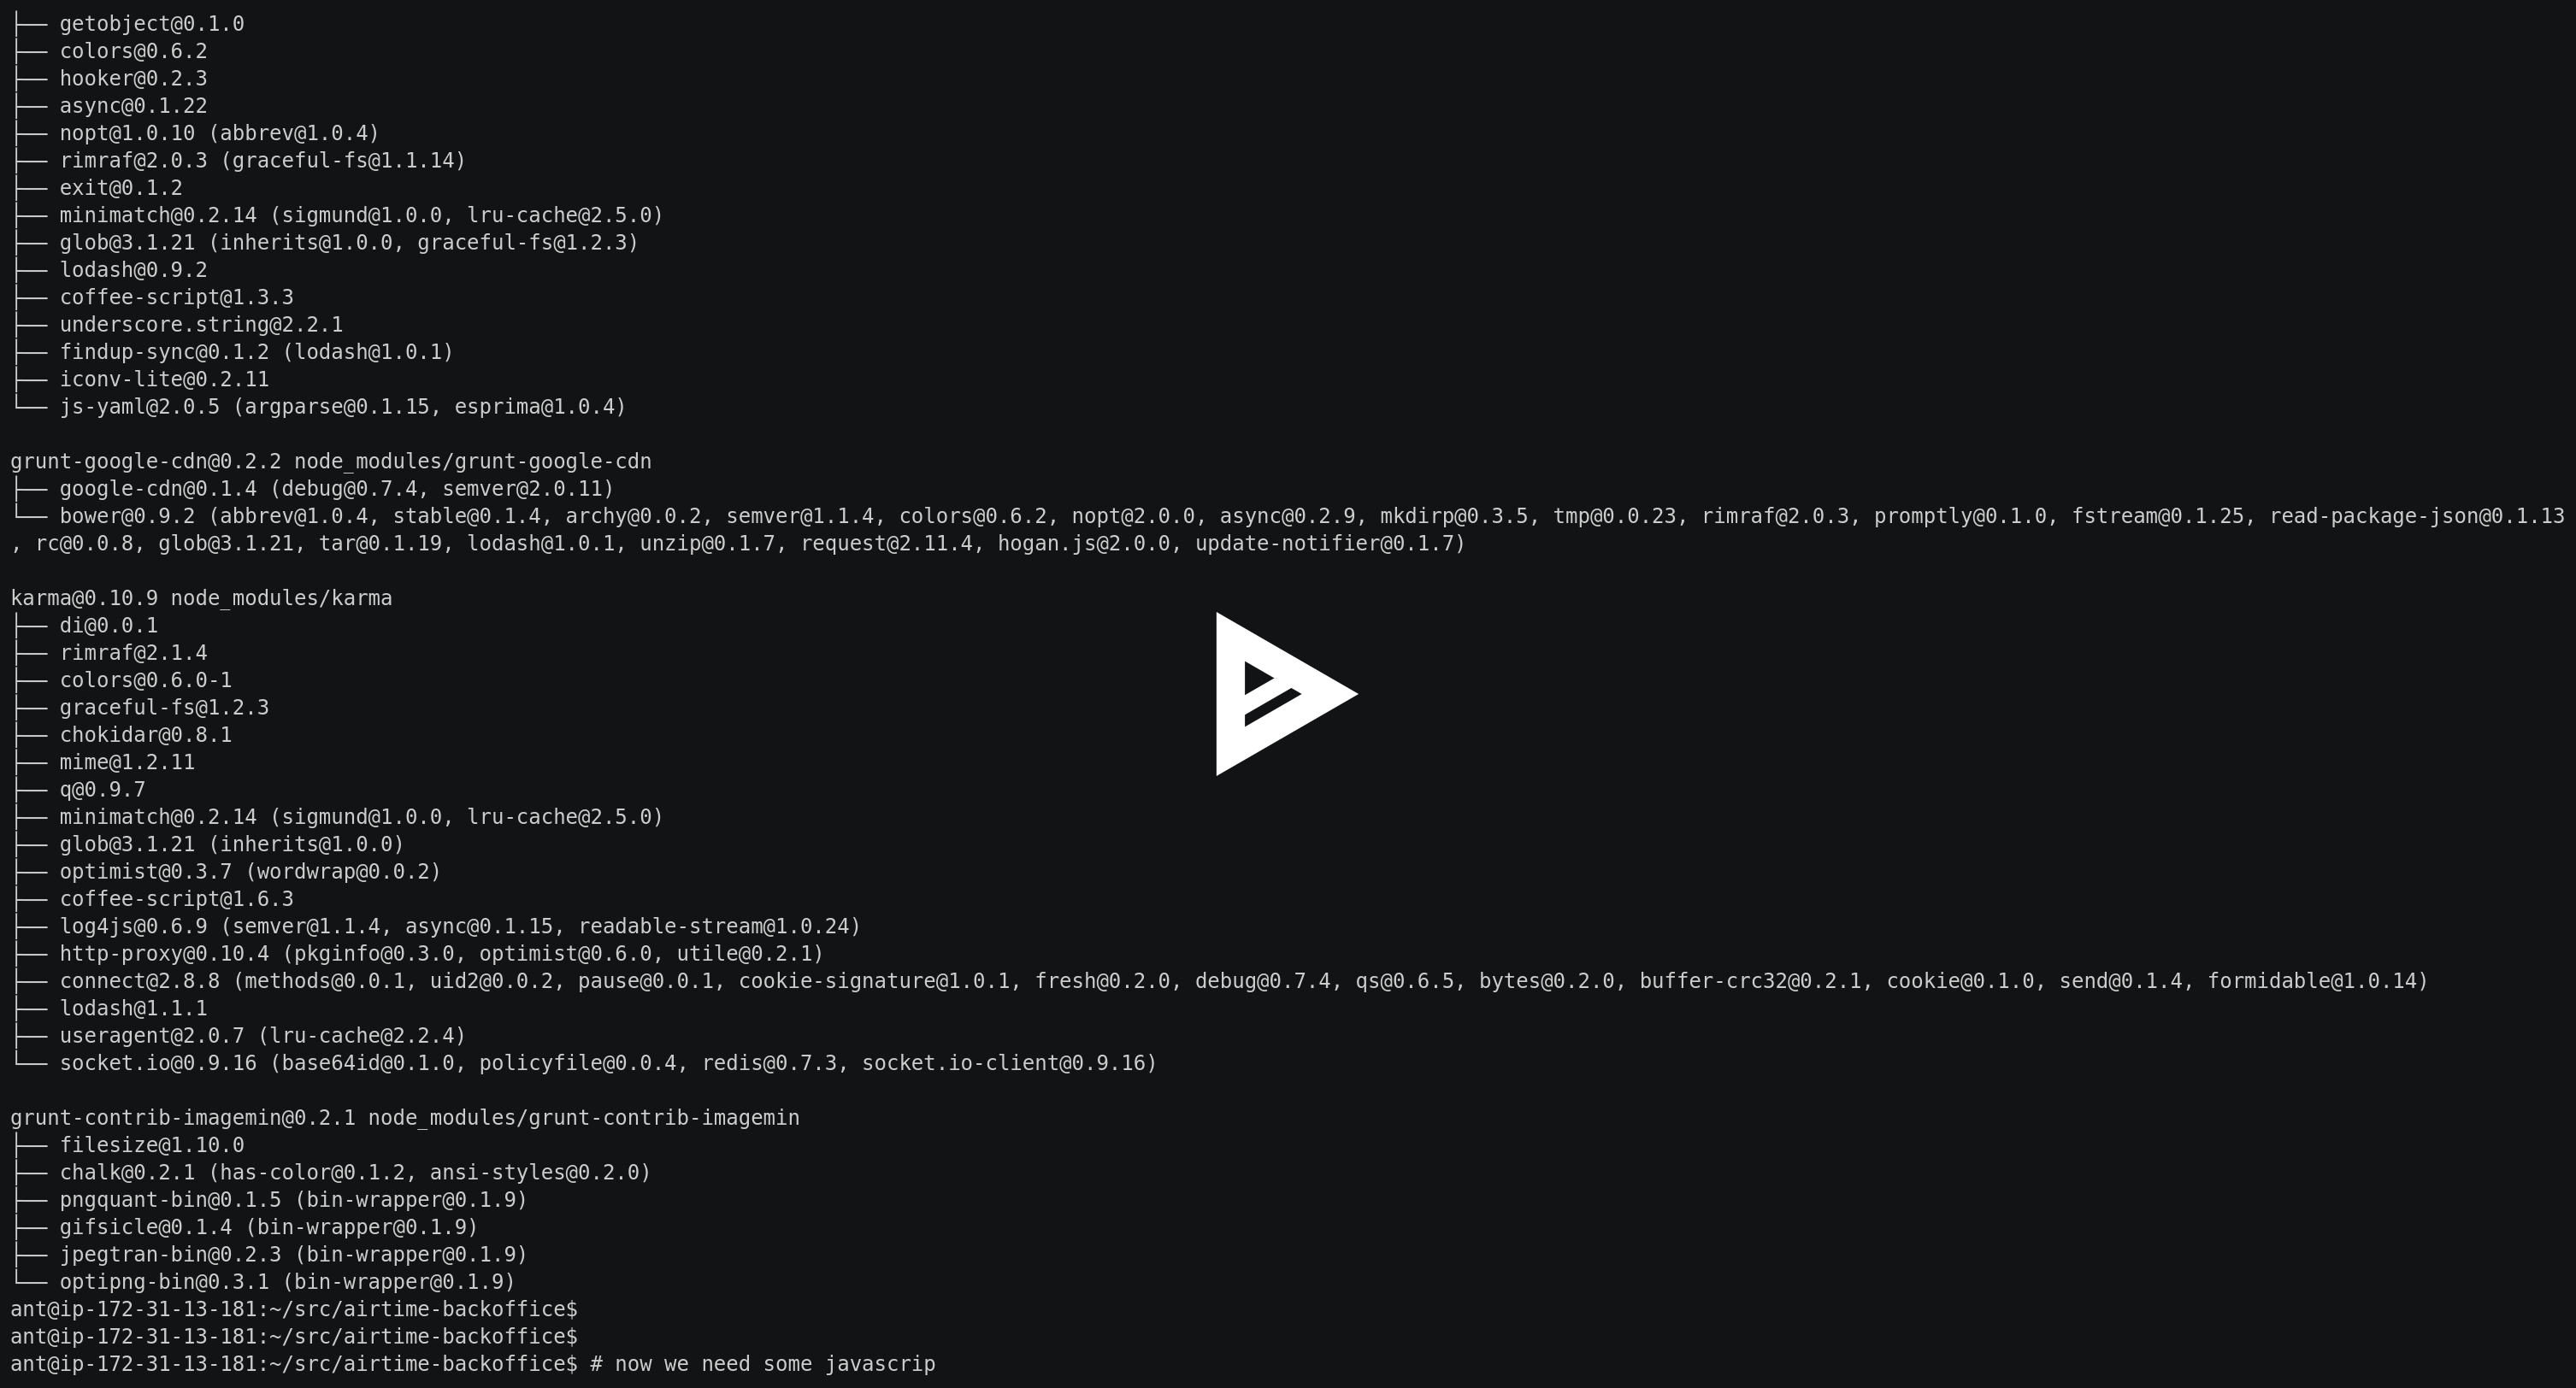 ├── getobject@0.1.0
├── colors@0.6.2
├── hooker@0.2.3
├── async@0.1.22
├── nopt@1.0.10 (abbrev@1.0.4)
├── rimraf@2.0.3 (graceful-fs@1.1.14)
├── exit@0.1.2
├── minimatch@0.2.14 (sigmund@1.0.0, lru-cache@2.5.0)
├── glob@3.1.21 (inherits@1.0.0, graceful-fs@1.2.3)
├── lodash@0.9.2
├── coffee-script@1.3.3
├── underscore.string@2.2.1
├── findup-sync@0.1.2 (lodash@1.0.1)
├── iconv-lite@0.2.11
└── js-yaml@2.0.5 (argparse@0.1.15, esprima@1.0.4)

grunt-google-cdn@0.2.2 node_modules/grunt-google-cdn
├── google-cdn@0.1.4 (debug@0.7.4, semver@2.0.11)
└── bower@0.9.2 (abbrev@1.0.4, stable@0.1.4, archy@0.0.2, semver@1.1.4, colors@0.6.2, nopt@2.0.0, async@0.2.9, mkdirp@0.3.5, tmp@0.0.23, rimraf@2.0.3, promptly@0.1.0, fstream@0.1.25, read-package-json@0.1.13
, rc@0.0.8, glob@3.1.21, tar@0.1.19, lodash@1.0.1, unzip@0.1.7, request@2.11.4, hogan.js@2.0.0, update-notifier@0.1.7)

karma@0.10.9 node_modules/karma
├── di@0.0.1
├── rimraf@2.1.4
├── colors@0.6.0-1
├── graceful-fs@1.2.3
├── chokidar@0.8.1
├── mime@1.2.11
├── q@0.9.7
├── minimatch@0.2.14 (sigmund@1.0.0, lru-cache@2.5.0)
├── glob@3.1.21 (inherits@1.0.0)
├── optimist@0.3.7 (wordwrap@0.0.2)
├── coffee-script@1.6.3
├── log4js@0.6.9 (semver@1.1.4, async@0.1.15, readable-stream@1.0.24)
├── http-proxy@0.10.4 (pkginfo@0.3.0, optimist@0.6.0, utile@0.2.1)
├── connect@2.8.8 (methods@0.0.1, uid2@0.0.2, pause@0.0.1, cookie-signature@1.0.1, fresh@0.2.0, debug@0.7.4, qs@0.6.5, bytes@0.2.0, buffer-crc32@0.2.1, cookie@0.1.0, send@0.1.4, formidable@1.0.14)
├── lodash@1.1.1
├── useragent@2.0.7 (lru-cache@2.2.4)
└── socket.io@0.9.16 (base64id@0.1.0, policyfile@0.0.4, redis@0.7.3, socket.io-client@0.9.16)

grunt-contrib-imagemin@0.2.1 node_modules/grunt-contrib-imagemin
├── filesize@1.10.0
├── chalk@0.2.1 (has-color@0.1.2, ansi-styles@0.2.0)
├── pngquant-bin@0.1.5 (bin-wrapper@0.1.9)
├── gifsicle@0.1.4 (bin-wrapper@0.1.9)
├── jpegtran-bin@0.2.3 (bin-wrapper@0.1.9)
└── optipng-bin@0.3.1 (bin-wrapper@0.1.9)
ant@ip-172-31-13-181:~/src/airtime-backoffice$
ant@ip-172-31-13-181:~/src/airtime-backoffice$
ant@ip-172-31-13-181:~/src/airtime-backoffice$ # now we need some javascrip